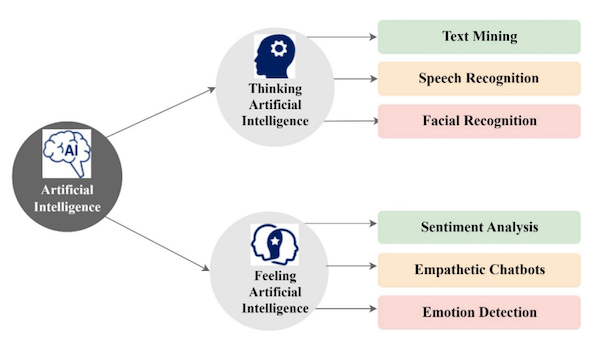 AI
Artificial
Intelligence
Thinking
Artificial
Intelligence
Text Mining
Speech Recognition
Facial Recognition
Feeling
Artificial
Intelligence
Sentiment Analysis
Empathetic Chatbots
Emotion Detection